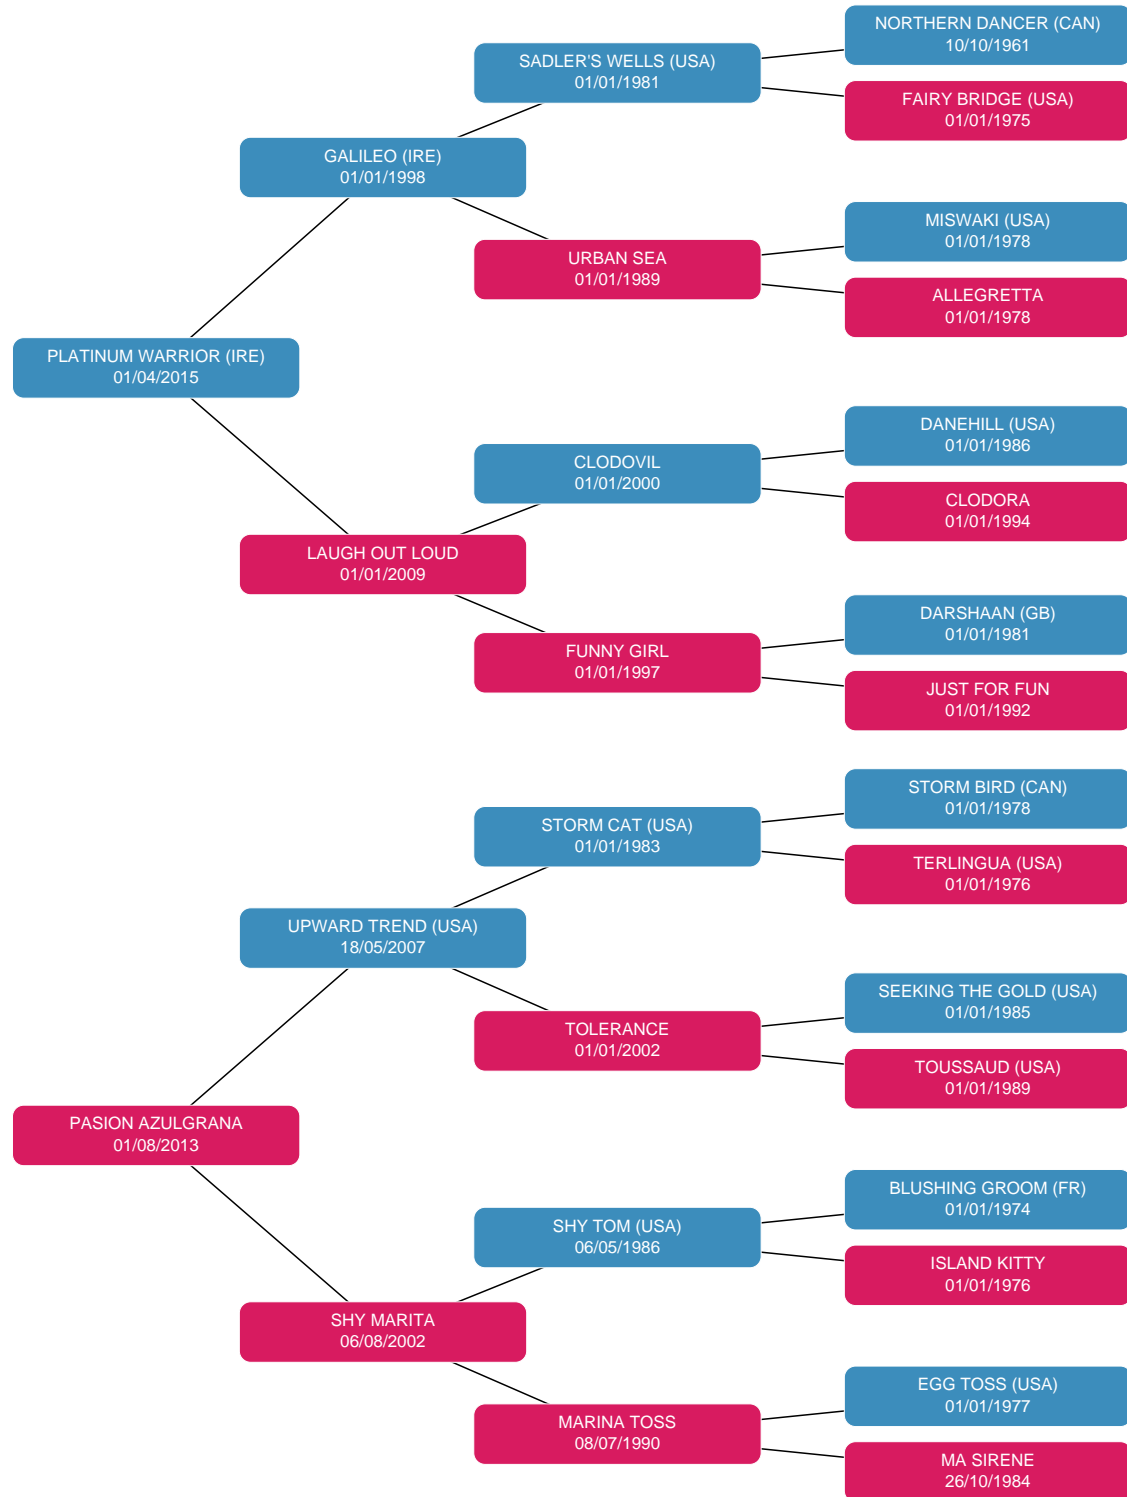 NORTHERN DANCER (CAN)
10/10/1961
SADLER'S WELLS (USA)
01/01/1981
FAIRY BRIDGE (USA)
01/01/1975
GALILEO (IRE)
01/01/1998
MISWAKI (USA)
01/01/1978
URBAN SEA
01/01/1989
ALLEGRETTA
01/01/1978
PLATINUM WARRIOR (IRE)
01/04/2015
DANEHILL (USA)
01/01/1986
CLODOVIL
01/01/2000
CLODORA
01/01/1994
LAUGH OUT LOUD
01/01/2009
DARSHAAN (GB)
01/01/1981
FUNNY GIRL
01/01/1997
JUST FOR FUN
01/01/1992
STORM BIRD (CAN)
01/01/1978
STORM CAT (USA)
01/01/1983
TERLINGUA (USA)
01/01/1976
UPWARD TREND (USA)
18/05/2007
SEEKING THE GOLD (USA)
01/01/1985
TOLERANCE
01/01/2002
TOUSSAUD (USA)
01/01/1989
PASION AZULGRANA
01/08/2013
BLUSHING GROOM (FR)
01/01/1974
SHY TOM (USA)
06/05/1986
ISLAND KITTY
01/01/1976
SHY MARITA
06/08/2002
EGG TOSS (USA)
01/01/1977
MARINA TOSS
08/07/1990
MA SIRENE
26/10/1984